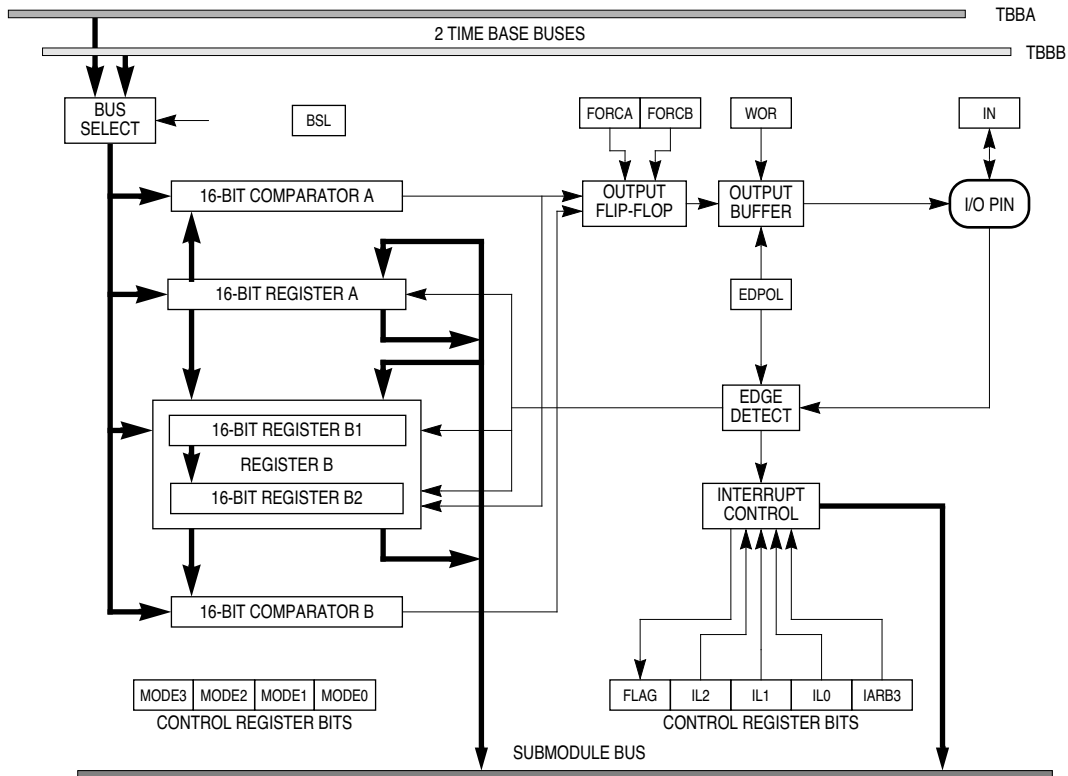 TBBA
2 TIME BASE BUSES
TBBB
BUS
SELECT
BSL
FORCA
FORCB
WOR
IN
16-BIT COMPARATOR A
OUTPUT
FLIP-FLOP
OUTPUT
BUFFER
I/O PIN
16-BIT REGISTER A
EDPOL
EDGE
DETECT
16-BIT REGISTER B1
REGISTER B
16-BIT REGISTER B2
INTERRUPT
CONTROL
16-BIT COMPARATOR B
MODE3
MODE2
MODE1
MODE0
CONTROL REGISTER BITS
FLAG
IL2
IL1
IL0
IARB3
CONTROL REGISTER BITS
SUBMODULE BUS